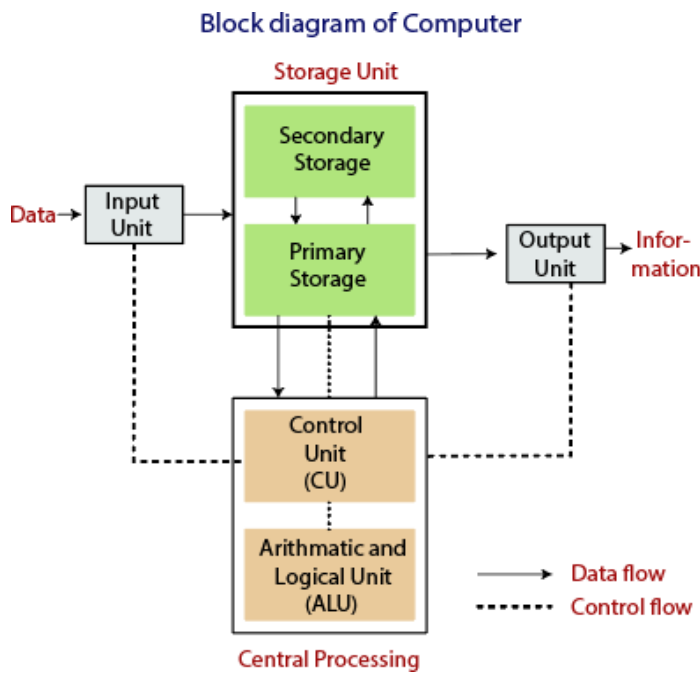 Block diagram of Computer
Storage Unit
Secondary
Storage
Data
Input
Unit
Primary
Storage
Output
Unit
Infor-
mation
Control
Unit
(CU)
Arithmatic and
Logical Unit
(ALU)
Data flow
Control flow
Central Processing